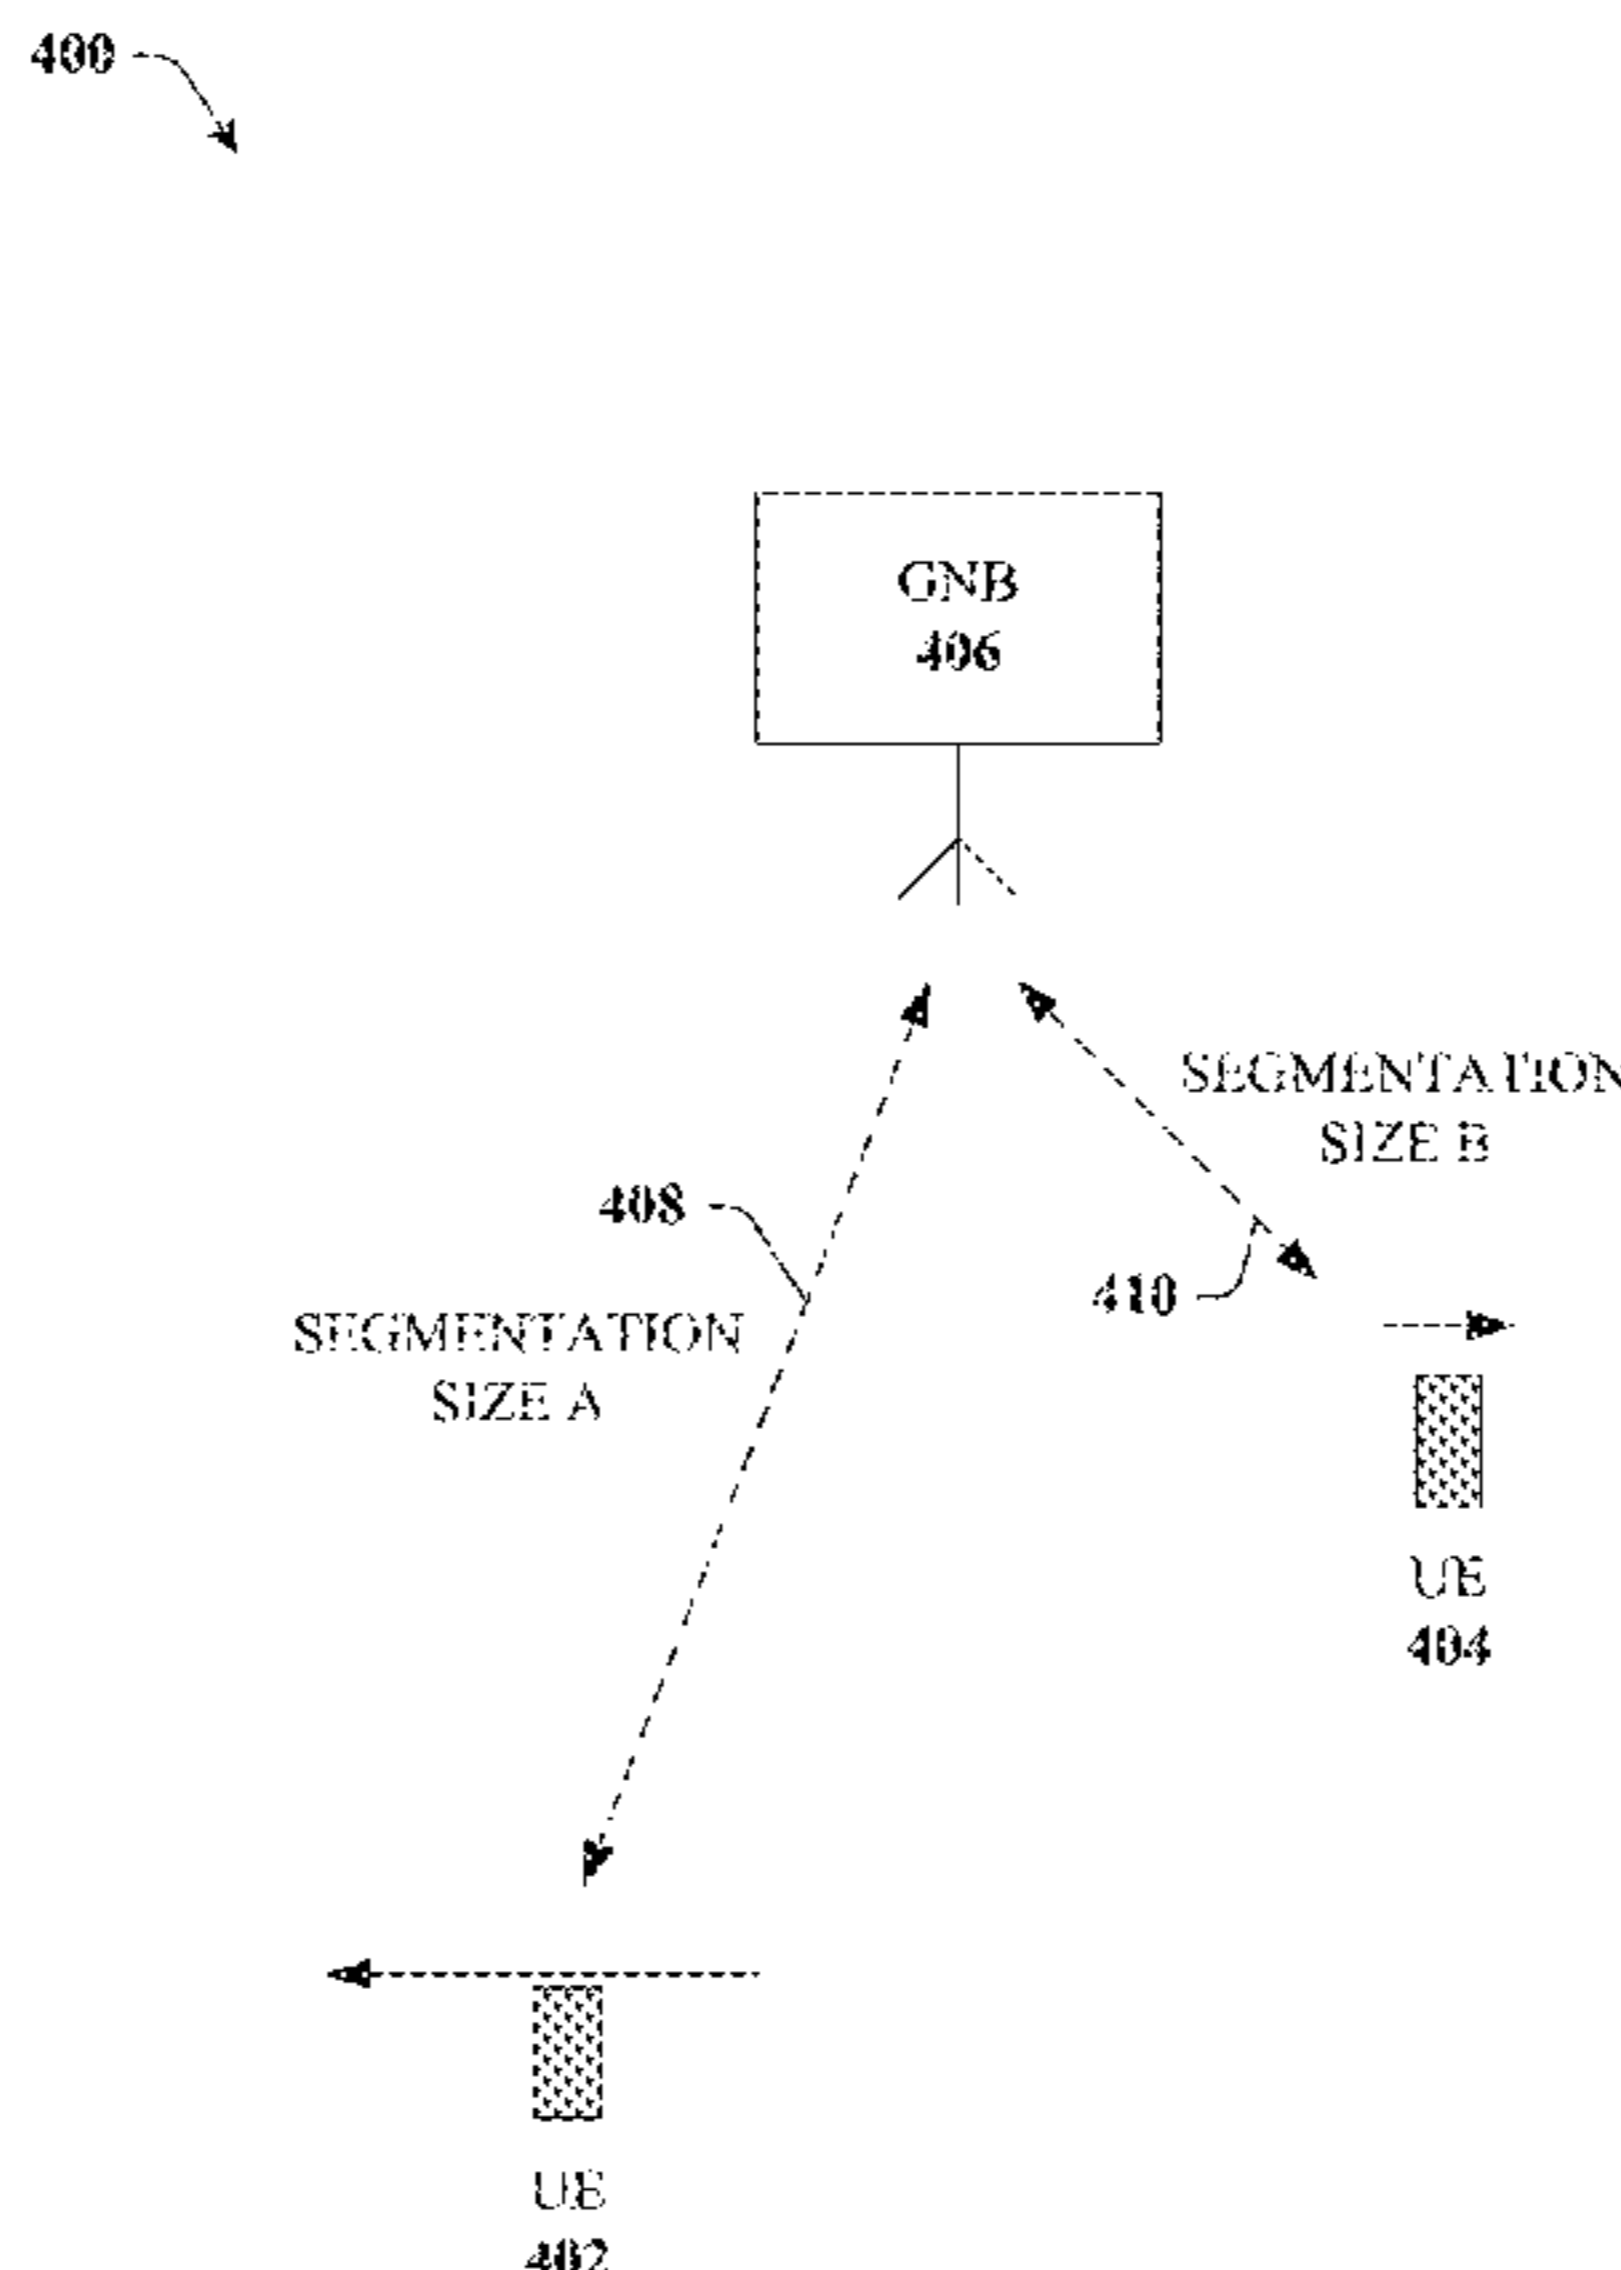 400
GNB
406
SEGMENTATION
SIZE B
408
410
SEGMENTATION
SIZE A
UE
404
UE
402